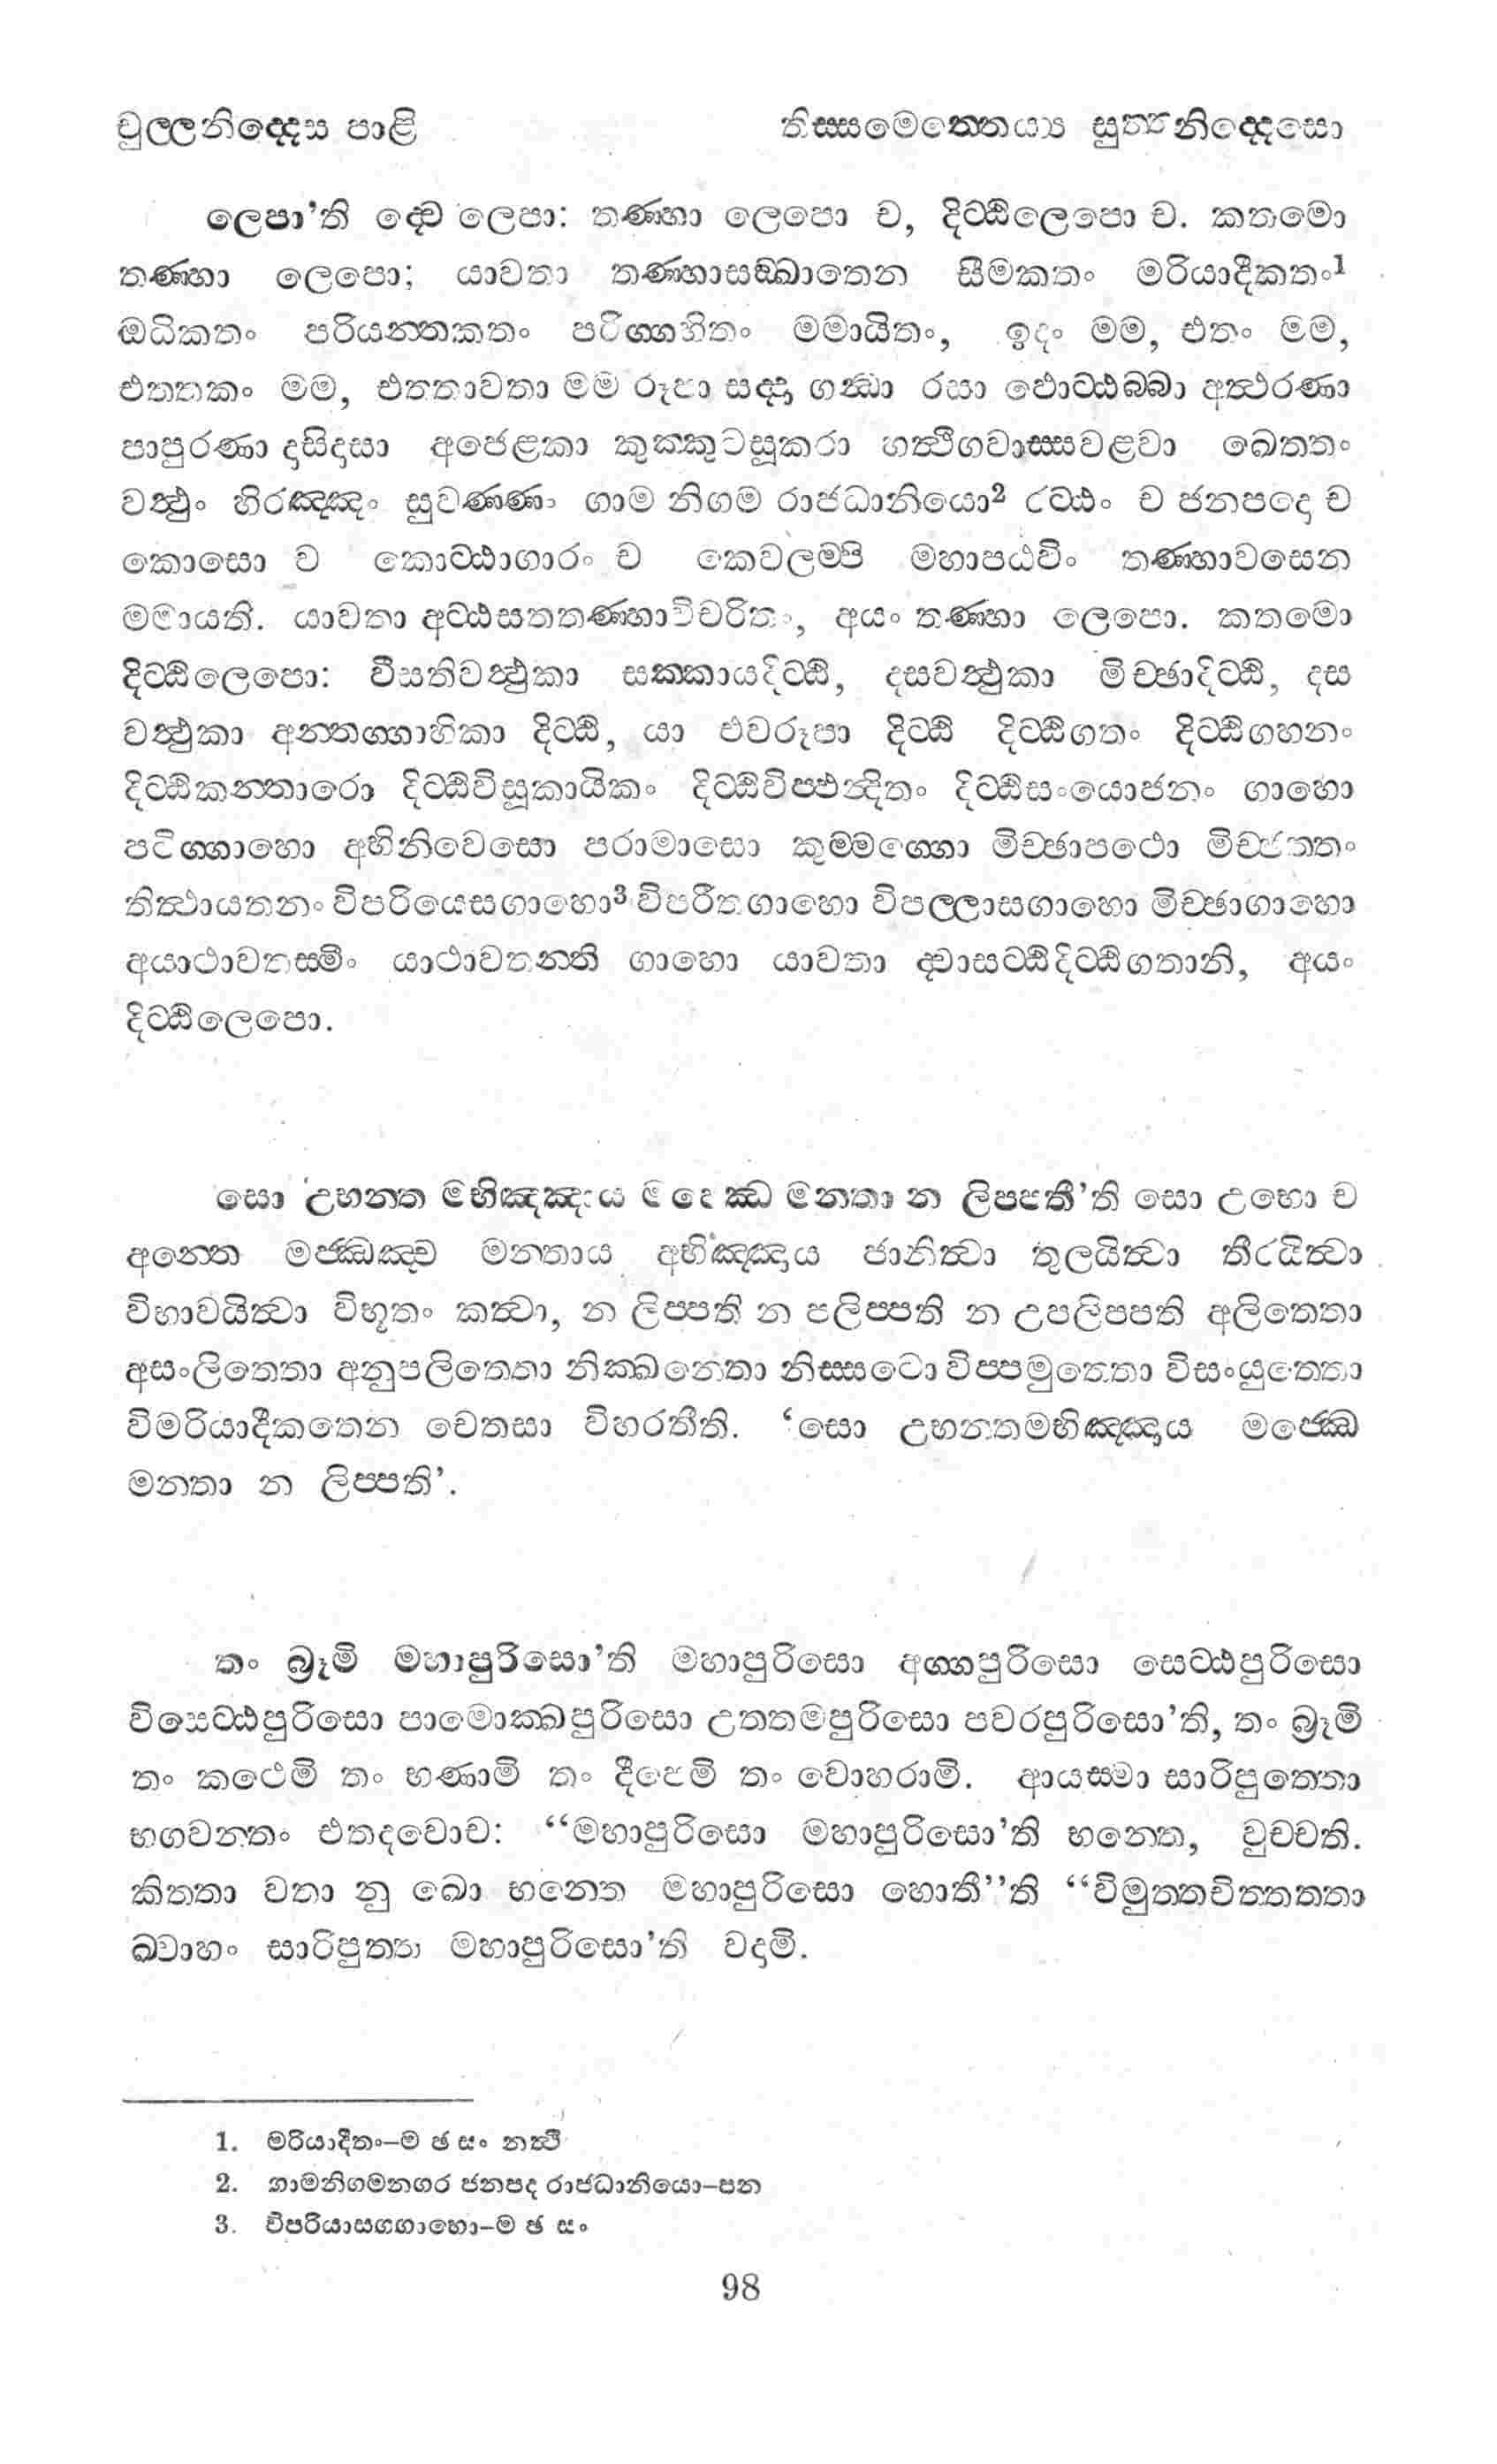 චුල්ලනිද්දෙස පාළි තිස්සමෙත්තෙය්‍ය සුත්තනිද්දෙසො
ලෙපා’ති ද්වෙ ලෙපා: තණ්හා ලෙපො ච, දිට්ඨිලෙපො ච. කතමො
තණ්හා ලෙපො; යාවතා තණ්හාසඞ්ඛාතෙන සීමකතං මරියාදීකතං1
ඔධිකතං පරියන්තකතං පරිග්ගහිතං මමායිතං, ඉදං මම, එතං මම,
එත්තකං මම, එත්තාවතා මම රූපා සද්දා ගන්ධා රසා ඵොට්ඨබ්බා අත්ථරණා
පාපුරණා දාසිදාසා අජෙළකා කුක්කුටසූකරා හත්ථිගවාස්සවළවා ඛෙත්තං
වත්ථුං හිරඤ්ඤං සුවණ්ණං ගාම නිගම රාජධානියො2 රට්ඨං ච ජනපදො ච
කොසො ච කොට්ඨාගාරං ච කෙවලම්පි මහාපඨවිං තණ්හාවසෙන
මමායති. යාවතා අට්ඨසතතණ්හාවිචරිතං, අයං තණ්හා ලෙපො. කතමො
දිට්ඨිලෙපො: වීසතිවත්ථුකා සක්කායදිට්ඨි, දසවත්ථුකා මිච්ඡාදිට්ඨි, දස
වත්ථුකා අන්තග්ගාහිකා දිට්ඨි, යා එවරූපා දිට්ඨි දිට්ඨිගතං දිට්ඨිගහනං
දිට්ඨිකන්තාරො දිට්ඨිවිසූකායිකං දිට්ඨිවිප්ඵන්දිතං දිට්ඨිසංයොජනං ගාහො
පටිග්ගාහො අභිනිවෙසො පරාමාසො කුම්මග්ගො මිච්ඡාපථො මිච්ඡත්තං
තිත්ථායතනං විපරියෙසගාහො3 විපරීතගාහො විපල්ලාසගාහො මිච්ඡාගාහො
අයාථාවතස්මිං යාථාවතන්ති ගාහො යාවතා ද්වාසට්ඨිදිට්ඨිගතානි, අයං
දිට්ඨිලෙපො.
සො උභන්ත මභිඤ්ඤාය මජ්ඣෙ මන්තා න ලිප්පතී’ති සො උභො ච
අන්තෙ මජ්ඣඤ්ච මන්තාය අභිඤ්ඤාය ජානිත්වා තුලයිත්වා තීරයිත්වා
විභාවයිත්වා විභූතං කත්වා, න ලිප්පති න පලිප්පති න උපලිප්පති අලිත්තො
අසංලිත්තො අනුපලිත්තො නික්ඛන්තො නිස්සටො විප්පමුත්තො විසංයුත්තො
විමරියාදීකතෙන චෙතසා විහරතීති. ‘සො උභන්තමභිඤ්ඤාය මජ්ඣෙ
මන්තා න ලිප්පති’.
තං බ්‍රූමි මහාපුරිසො’ති මහාපුරිසො අග්ගපුරිසො සෙට්ඨපුරිසො
විසෙට්ඨපුරිසො පාමොක්ඛපුරිසො උත්තමපුරිසො පවරපුරිසො’ති, තං බ්‍රූමි
තං කථෙමි තං භණාමි තං දීපෙමි තං වොහරාමි. ආයස්මා සාරිපුත්තො
භගවන්තං එතදවොච: “මහාපුරිසො මහාපුරිසො’ති භන්තෙ, වුච්චති.
කිත්තා වතා නු ඛො භන්තෙ මහාපුරිසො හොතී”ති “විමුත්තචිත්තත්තා
ඛ්වාහං සාරිපුත්තා මහාපුරිසො’ති වදාමි.
1. මරියාදීතං–ම ඡ සං නත්ථි
2. ගාමනිගමනගර ජනපද රාජධානියො–පන
3. විපරියාසග්ගාහො–ම ඡ සං
98